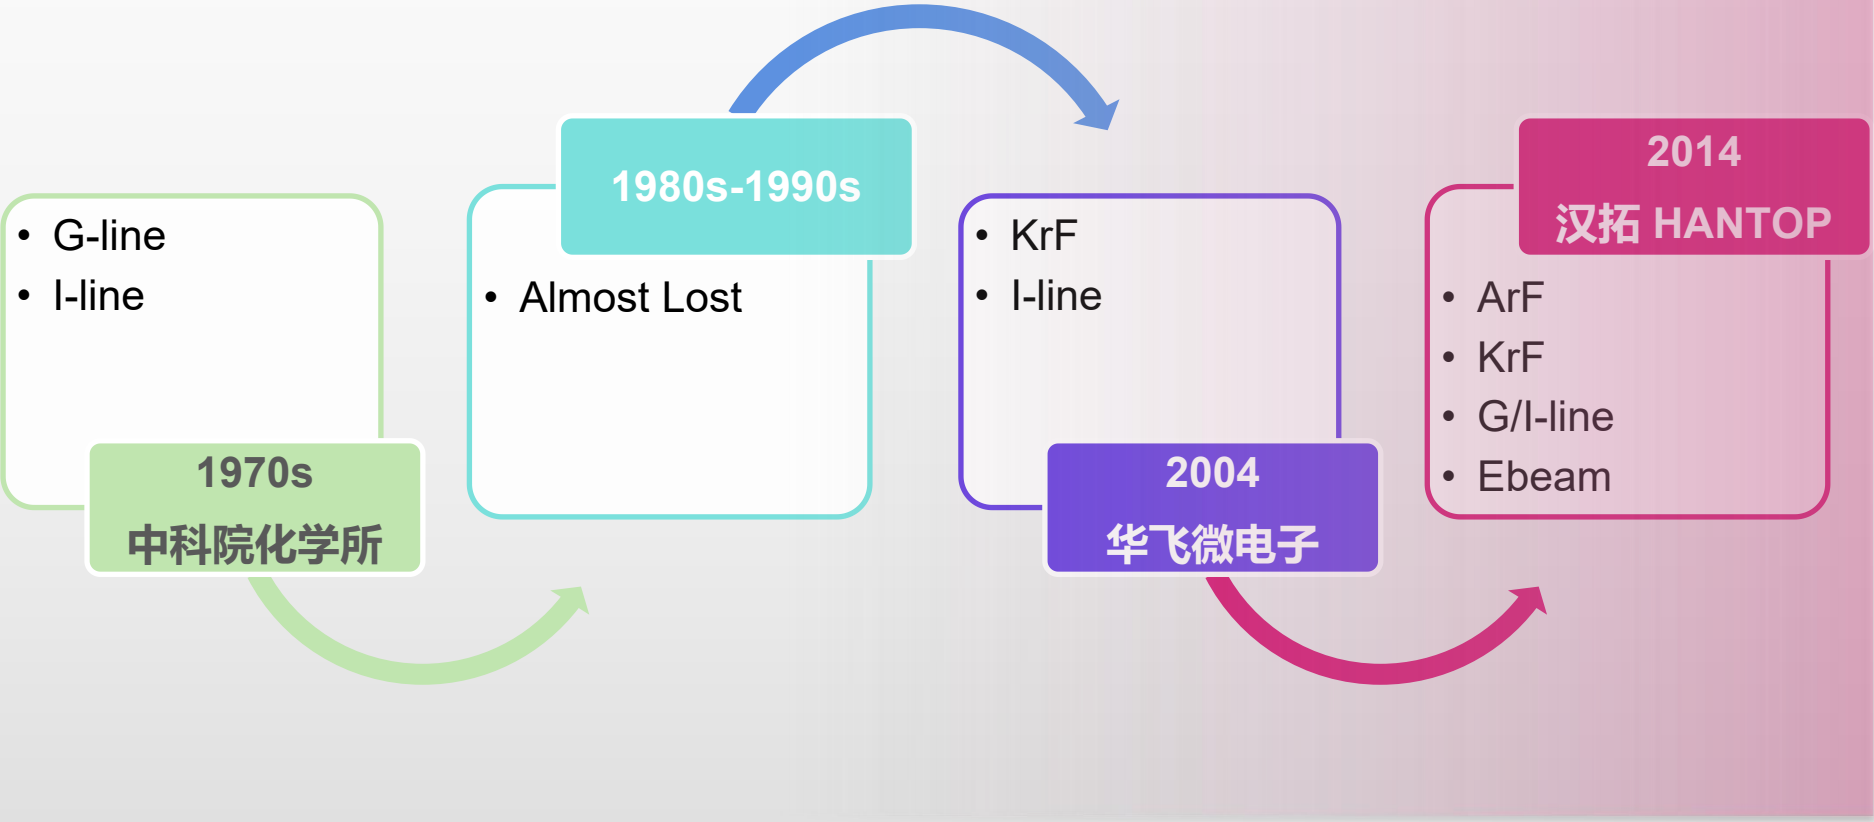 • G-line
• I-line
1970s
中科院化学所
1980s-1990s
• Almost Lost
• KrF
• I-line
2004
华飞微电子
2014
汉拓 HANTOP
• ArF
• KrF
• G/I-line
• Ebeam